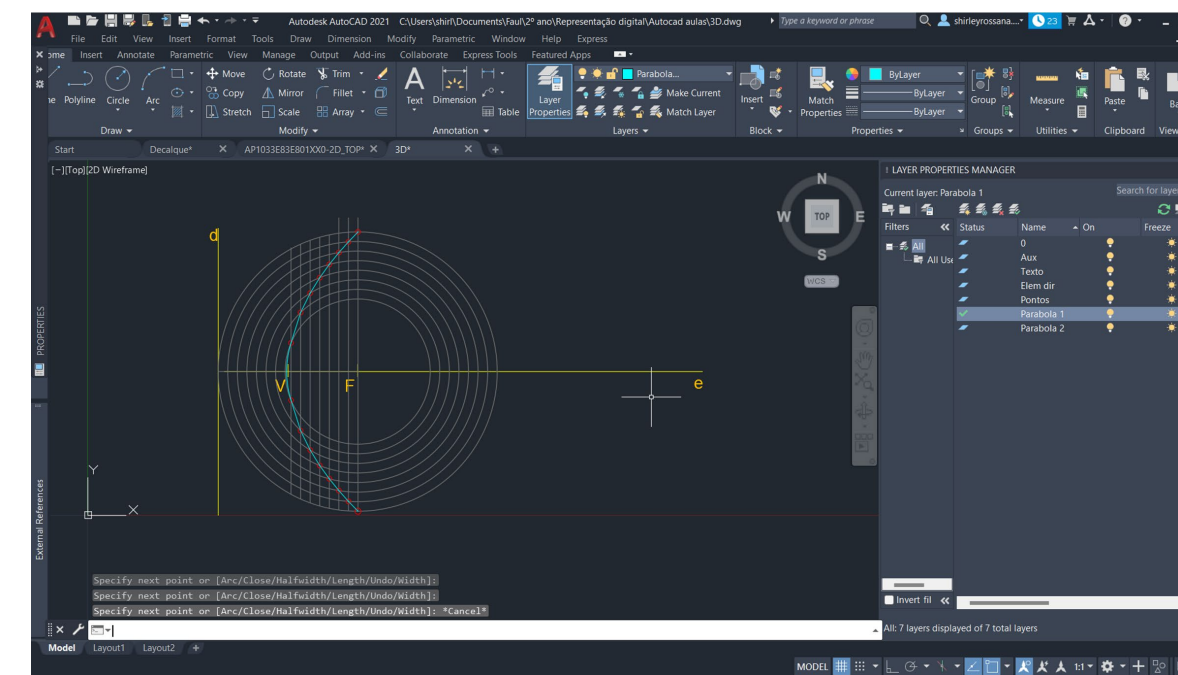 Autodesk AutoCAD 2021 C:\Users\shirl\Documents\Faul\2º ano\Representação digital\Autocad aulas\3D.dwg Type a keyword or phrase shirleyrossana.... 23
File Edit View Insert Format Tools Draw Dimension Modify Parametric Window Help Express
ome Insert Annotate Parametric View Manage Output Add-ins Collaborate Express Tools Featured Apps
Move Rotate Trim
Polyline Circle Arc Copy Mirror Fillet
Stretch Scale Array
Text Dimension Table
Layer Properties
Parabola...
Make Current
Match Layer
Insert
Match Properties
ByLayer
ByLayer
ByLayer
Group
Measure
Paste
Ba
Draw Modify Annotation Layers Block Properties Groups Utilities Clipboard View
Start Decalque* AP1033E83E801XX0-2D_TOP* 3D*
[−][Top][2D Wireframe]
N
W TOP E
S
WCS
d
V F e
Y
X
PROPERTIES
External References
LAYER PROPERTIES MANAGER
Current layer: Parabola 1 Search for laye
Filters Status Name On Freeze
All 0
All Use Aux
Texto
Elem dir
Pontos
Parabola 1
Parabola 2
Invert fil
All: 7 layers displayed of 7 total layers
Specify next point or [Arc/Close/Halfwidth/Length/Undo/Width]:
Specify next point or [Arc/Close/Halfwidth/Length/Undo/Width]:
Specify next point or [Arc/Close/Halfwidth/Length/Undo/Width]: *Cancel*
Model Layout1 Layout2 +
MODEL 1:1